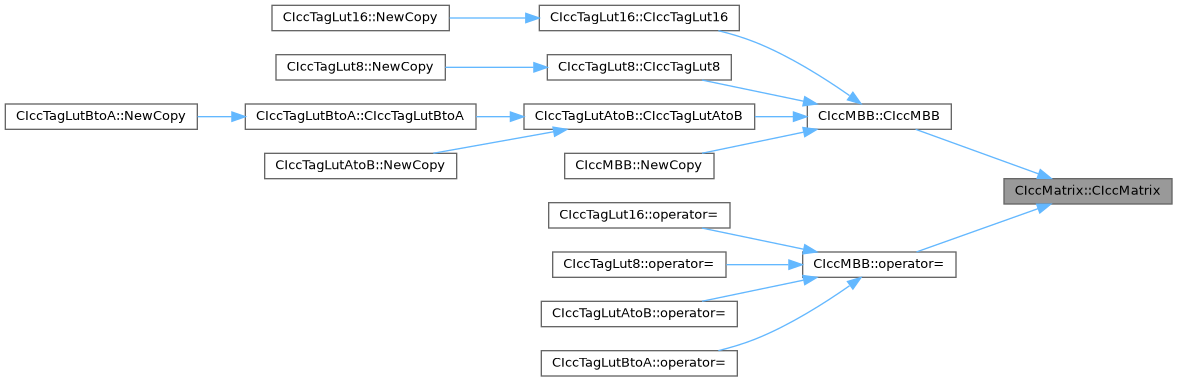 CIccTagLut16::NewCopy
CIccTagLut16::CIccTagLut16
CIccTagLut8::NewCopy
CIccTagLut8::CIccTagLut8
CIccTagLutBtoA::NewCopy
CIccTagLutBtoA::CIccTagLutBtoA
CIccTagLutAtoB::CIccTagLutAtoB
CIccMBB::CIccMBB
CIccTagLutAtoB::NewCopy
CIccMBB::NewCopy
CIccMatrix::CIccMatrix
CIccTagLut16::operator=
CIccTagLut8::operator=
CIccMBB::operator=
CIccTagLutAtoB::operator=
CIccTagLutBtoA::operator=